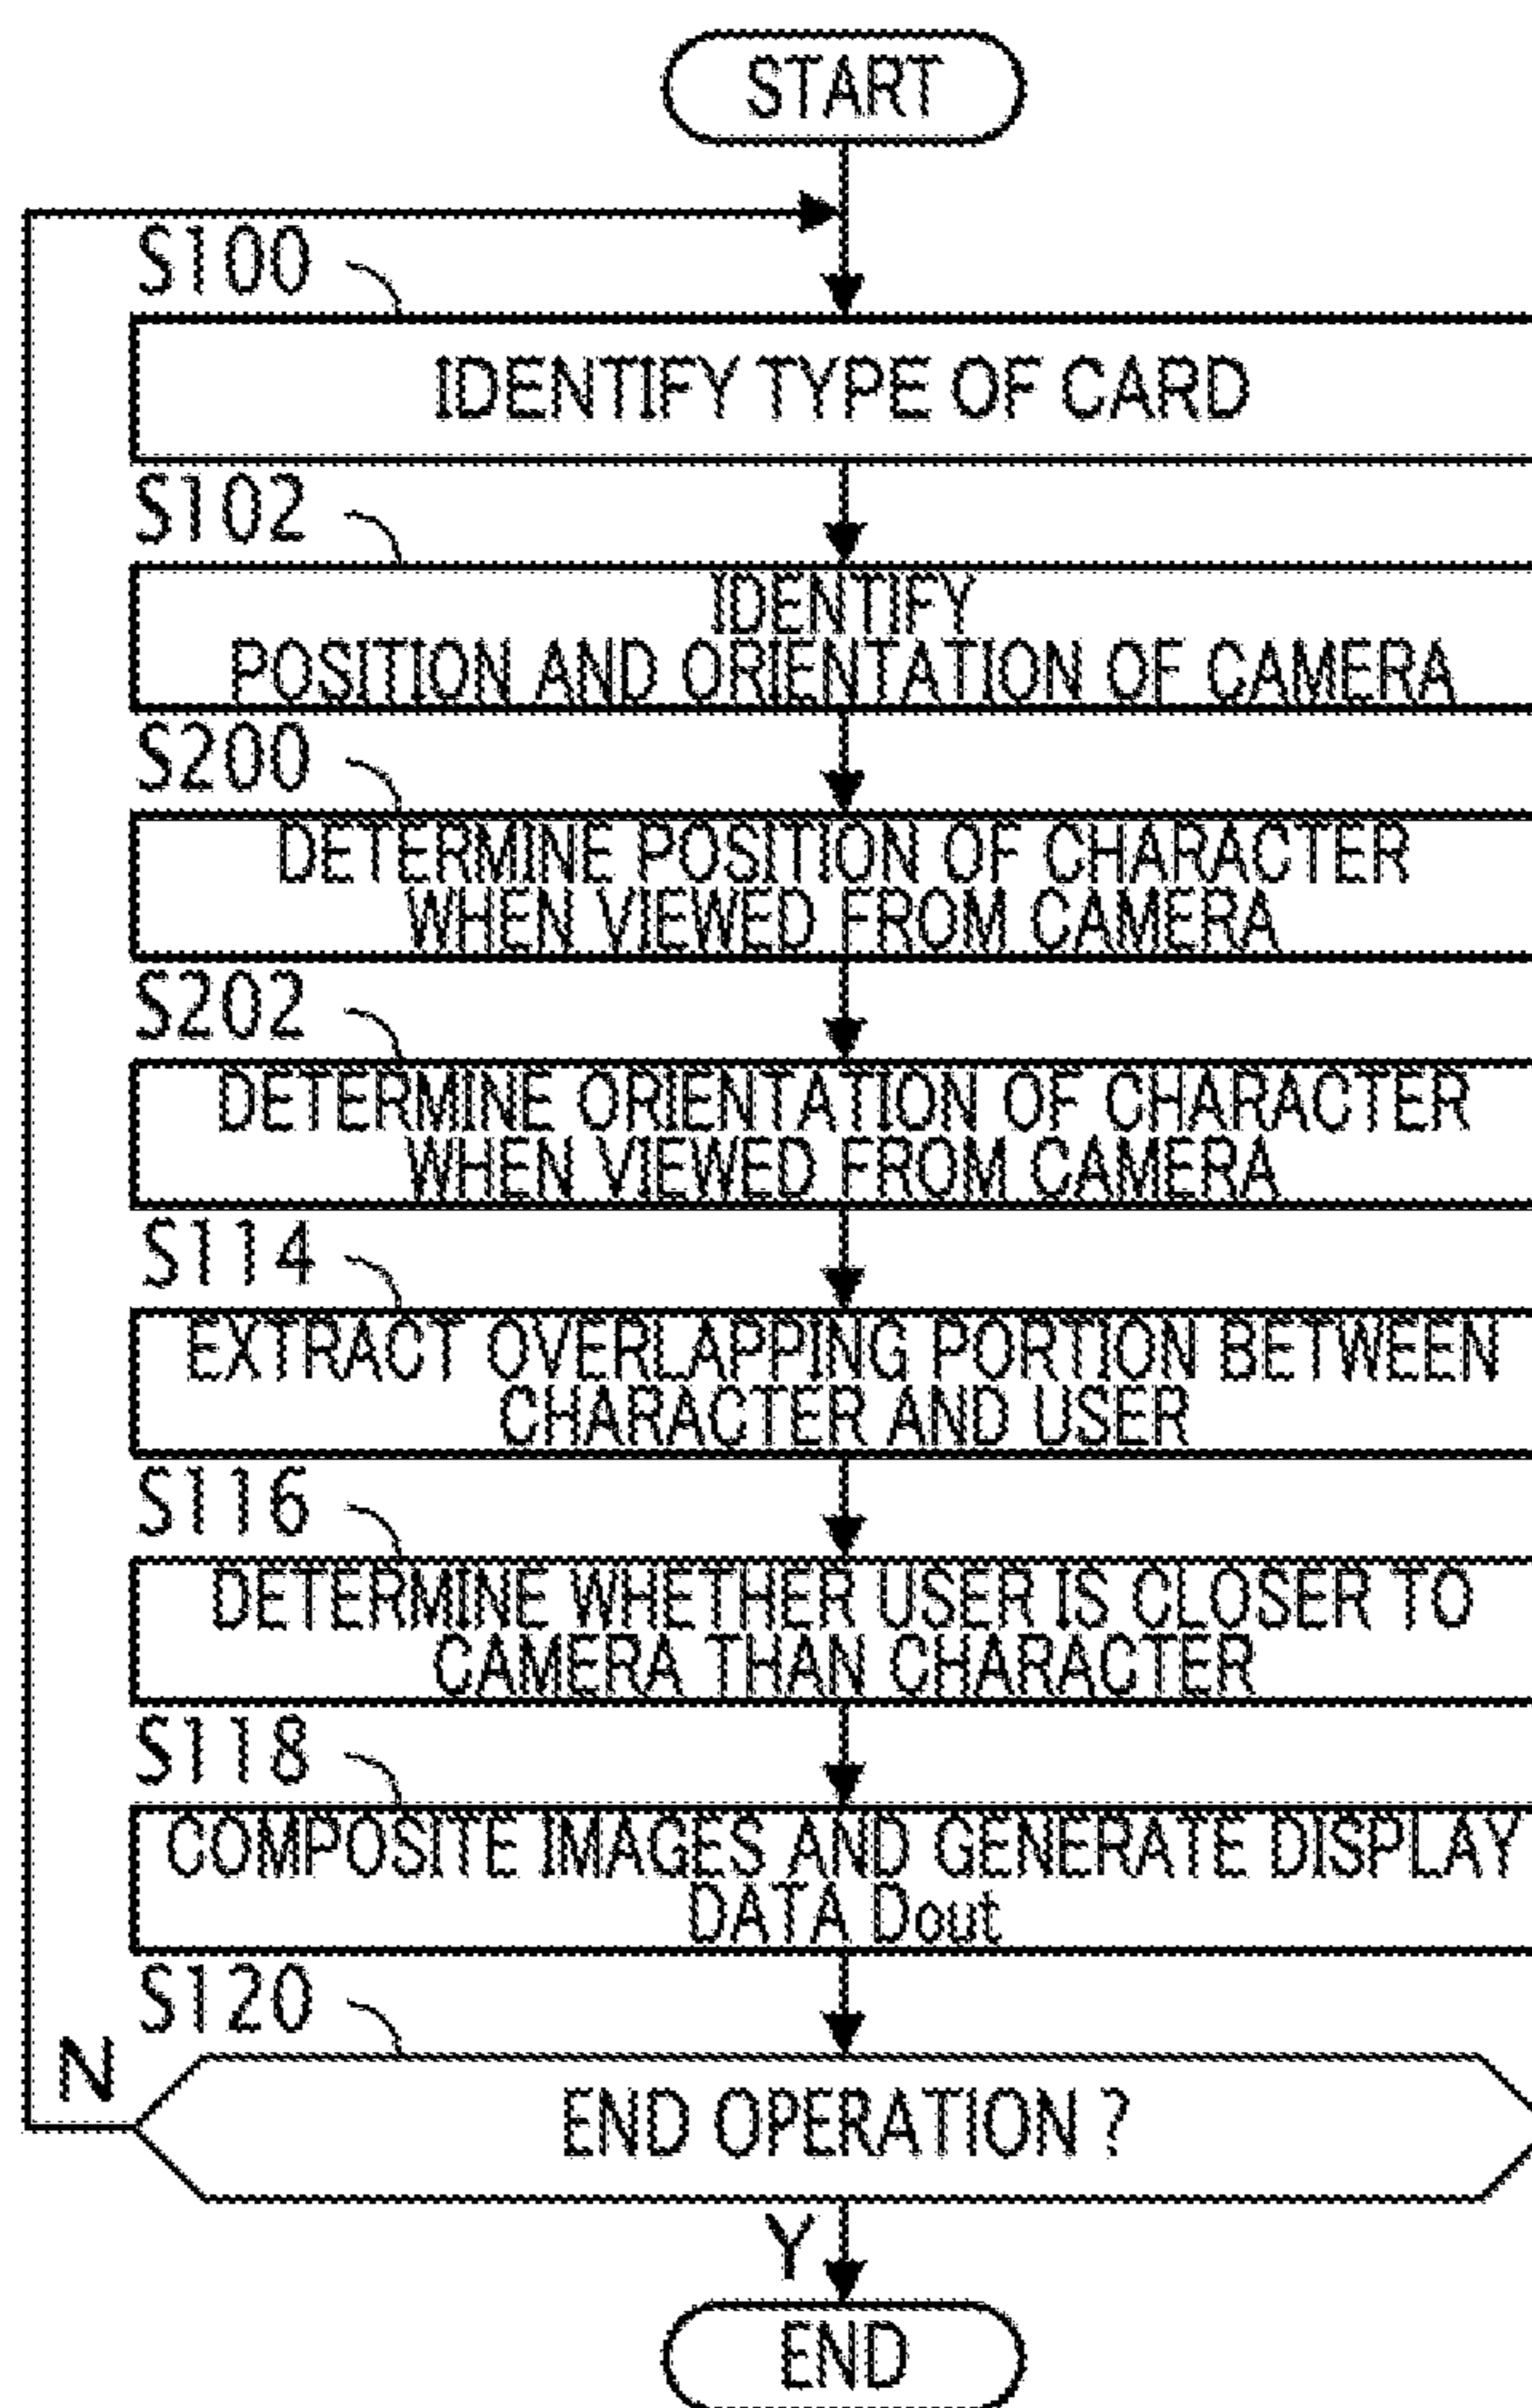 START
S100
IDENTIFY TYPE OF CARD
S102
IDENTIFY
POSITION AND ORIENTATION OF CAMERA
S200
DETERMINE POSITION OF CHARACTER
WHEN VIEWED FROM CAMERA
S202
DETERMINE ORIENTATION OF CHARACTER
WHEN VIEWED FROM CAMERA
S114
EXTRACT OVERLAPPING PORTION BETWEEN
CHARACTER AND USER
S116
DETERMINE WHETHER USER IS CLOSER TO
CAMERA THAN CHARACTER
S118
COMPOSITE IMAGES AND GENERATE DISPLAY
DATA Dout
S120
N
END OPERATION ?
Y
END